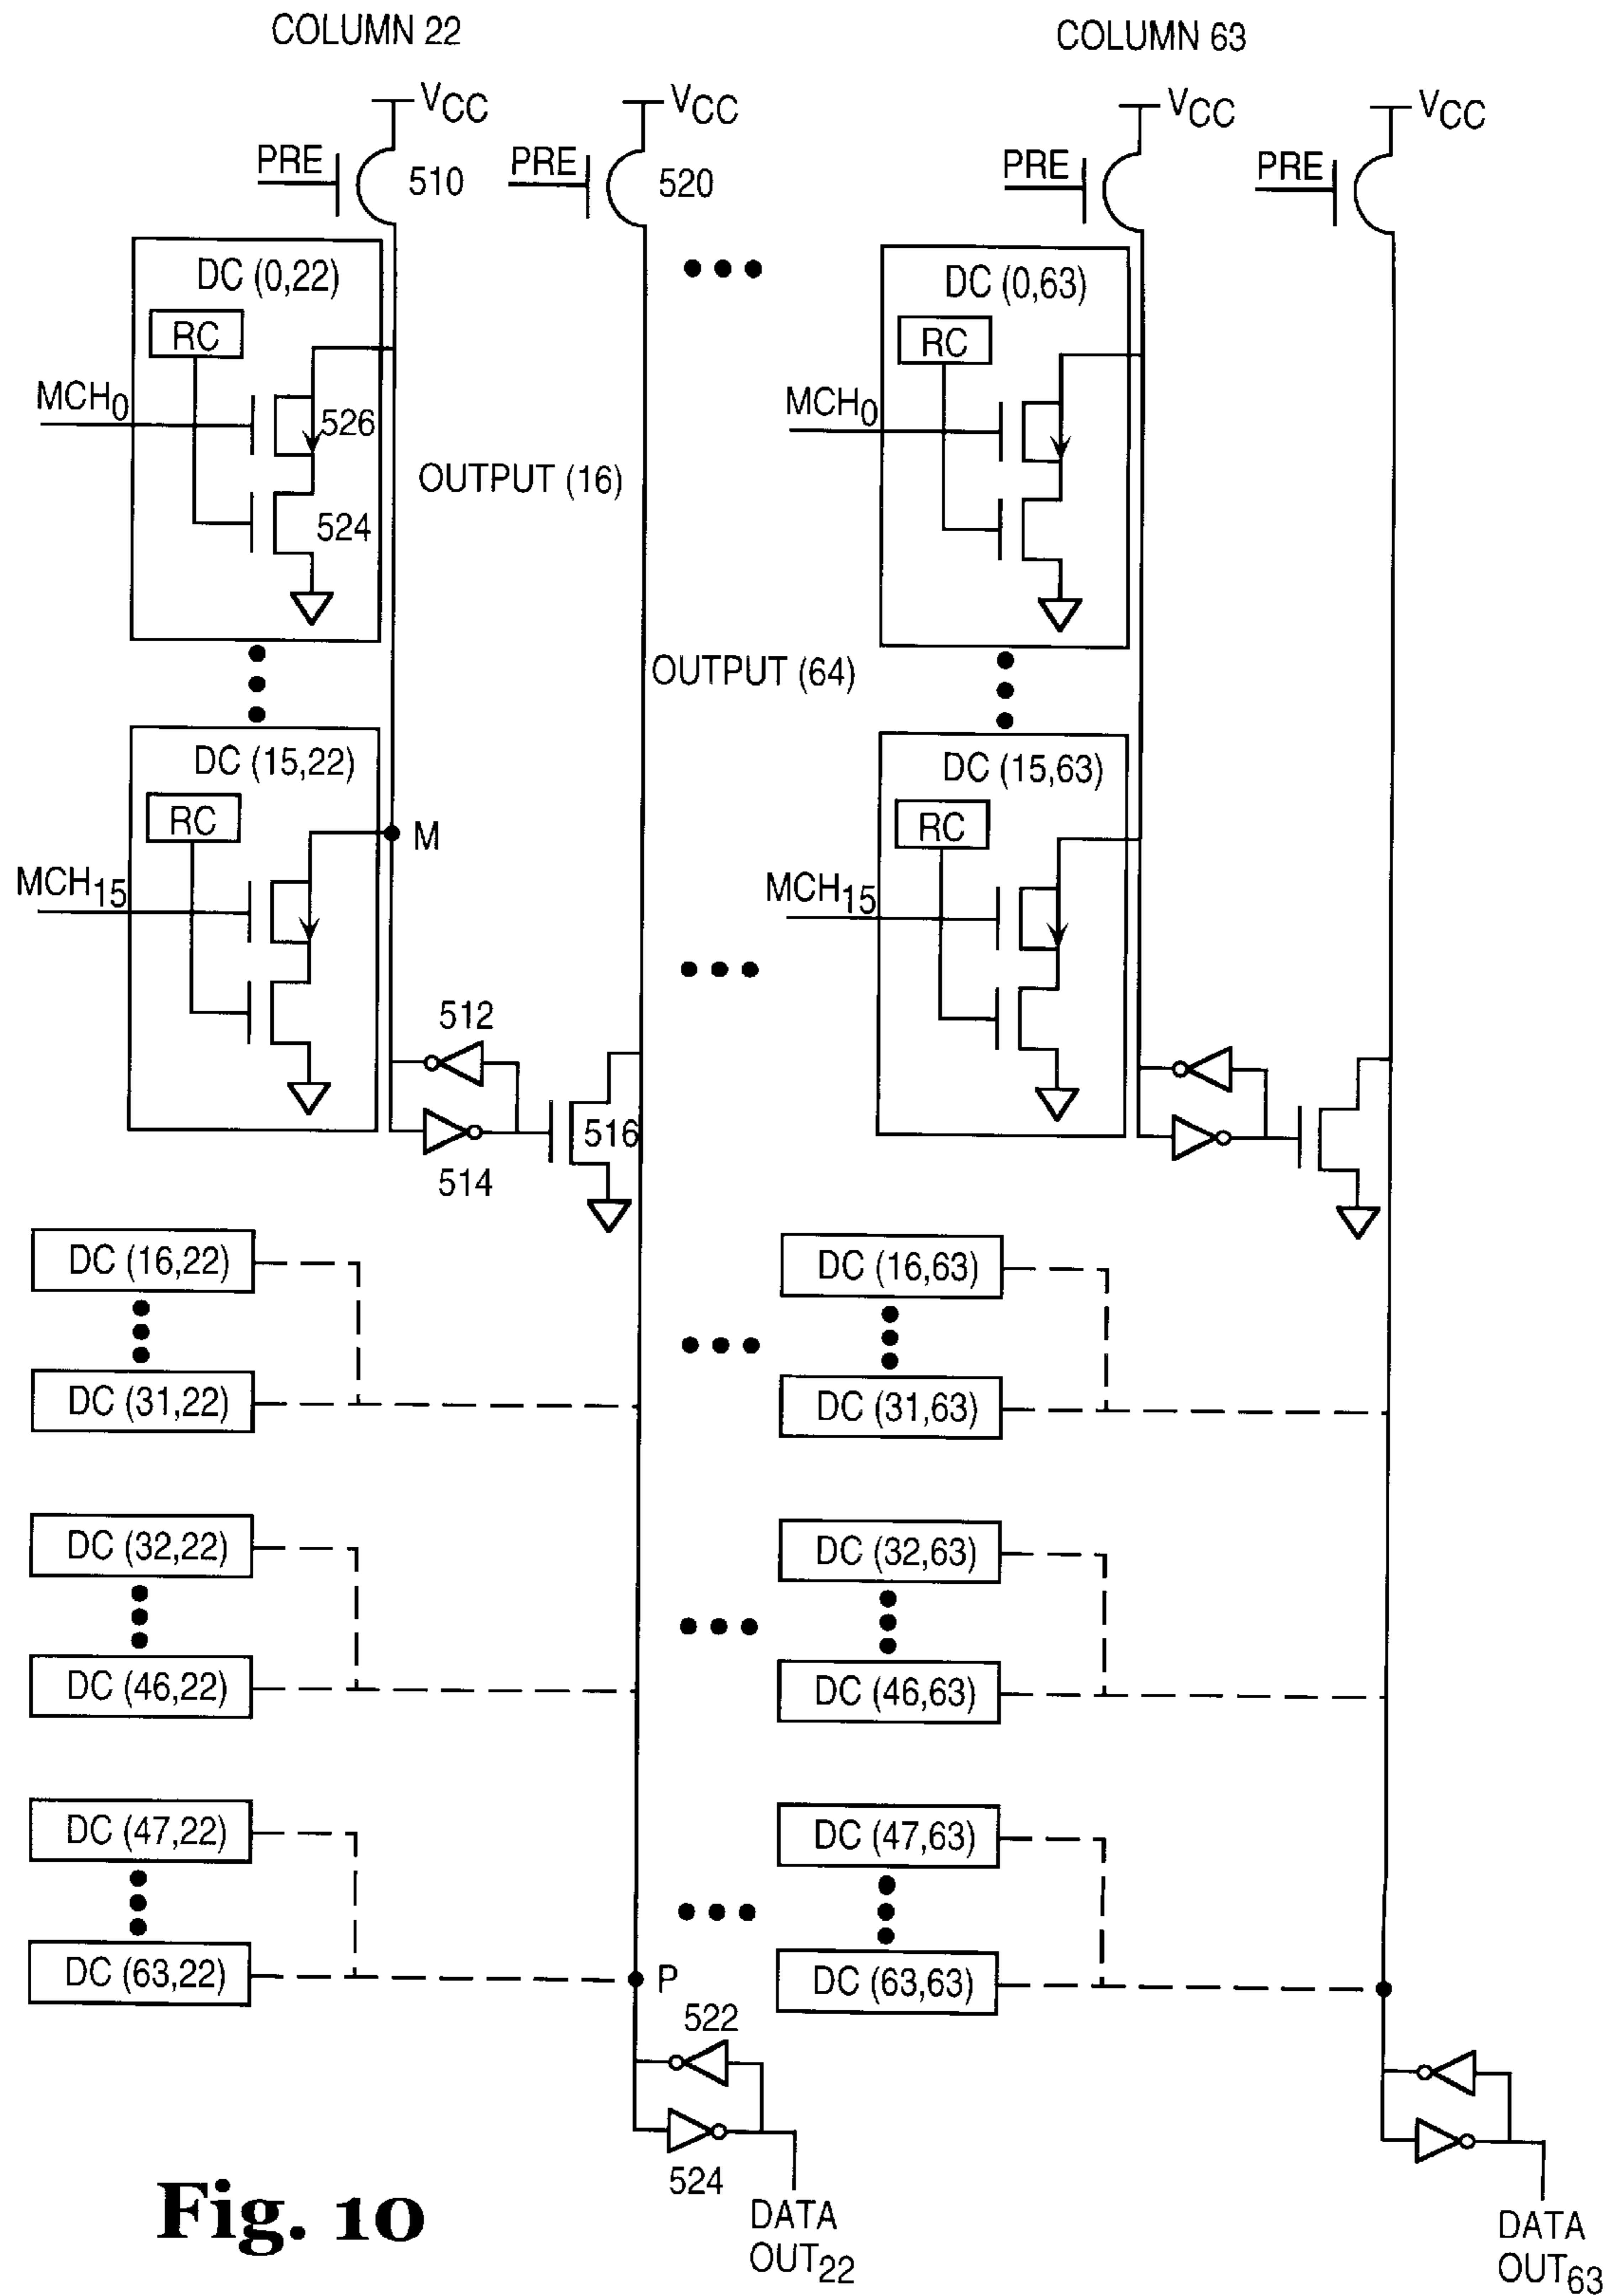 COLUMN 22
COLUMN 63
VCC
VCC
VCC
VCC
PRE
510
PRE
520
PRE
PRE
DC (0,22)
RC
MCH0
526
524
OUTPUT (16)
DC (0,63)
RC
MCH0
OUTPUT (64)
DC (15,22)
RC
M
MCH15
DC (15,63)
RC
MCH15
512
516
514
DC (16,22)
DC (16,63)
DC (31,22)
DC (31,63)
DC (32,22)
DC (32,63)
DC (46,22)
DC (46,63)
DC (47,22)
DC (47,63)
DC (63,22)
P
DC (63,63)
522
524
DATA
OUT22
DATA
OUT63
Fig. 10